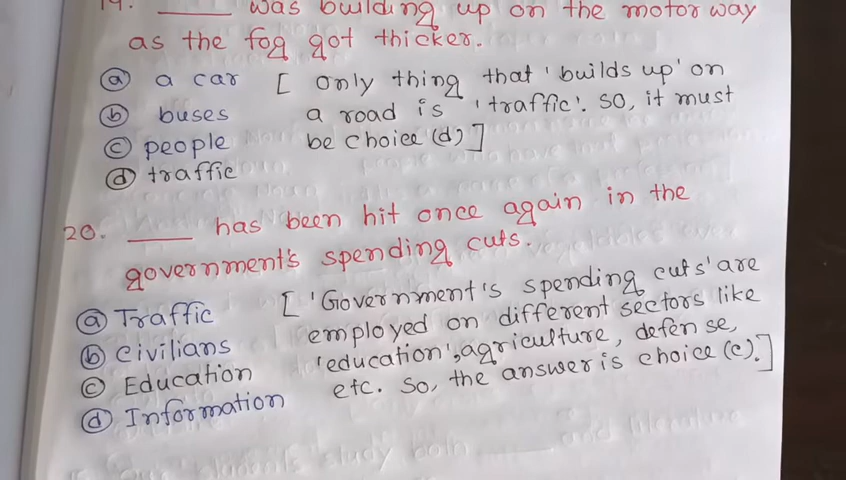 19. ____ was building up on the motor way
as the fog got thicker.
ⓐ a car [ only thing that 'builds up' on
ⓑ buses a road is 'traffic'. so, it must
ⓒ people be choice (d)]
ⓓ traffic
20. ____ has been hit once again in the
government's spending cuts.
ⓐ Traffic ['Government's spending cuts' are
ⓑ civilians employed on different sectors like
ⓒ Education 'education', agriculture, defense,
ⓓ Information etc. so, the answer is choice (c).]